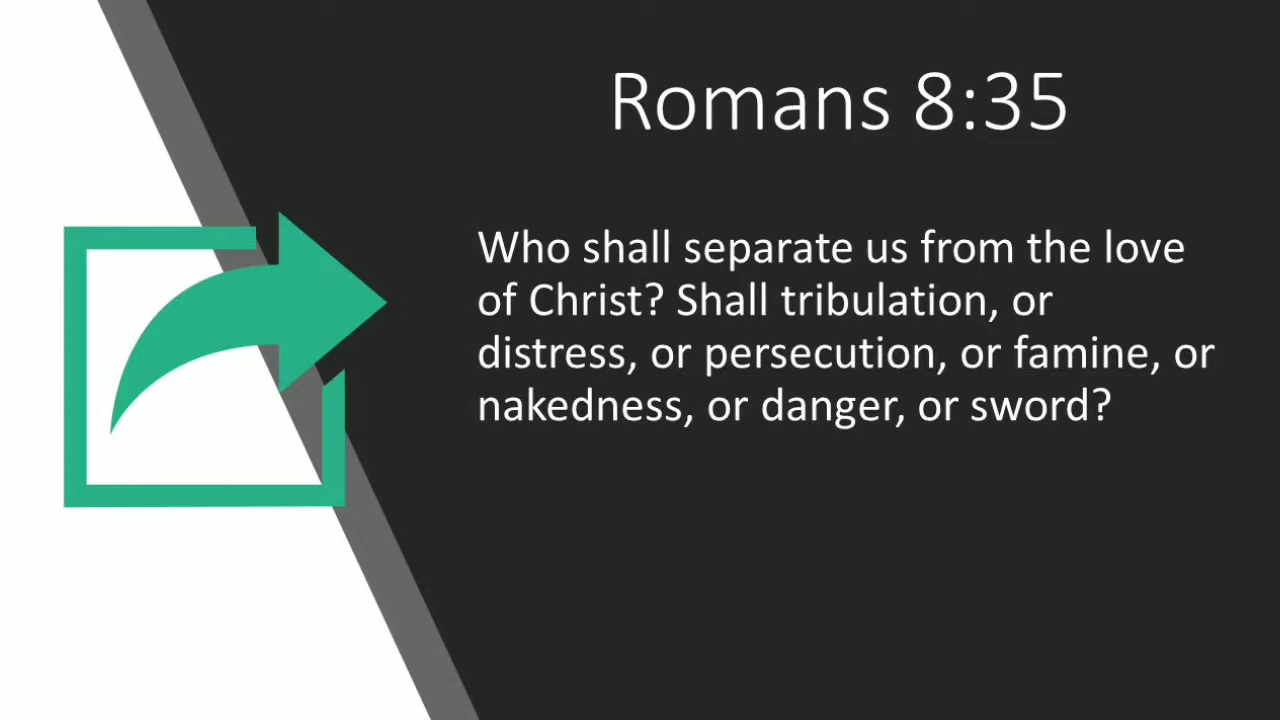 Romans 8:35
Who shall separate us from the love
of Christ? Shall tribulation, or
distress, or persecution, or famine, or
nakedness, or danger, or sword?